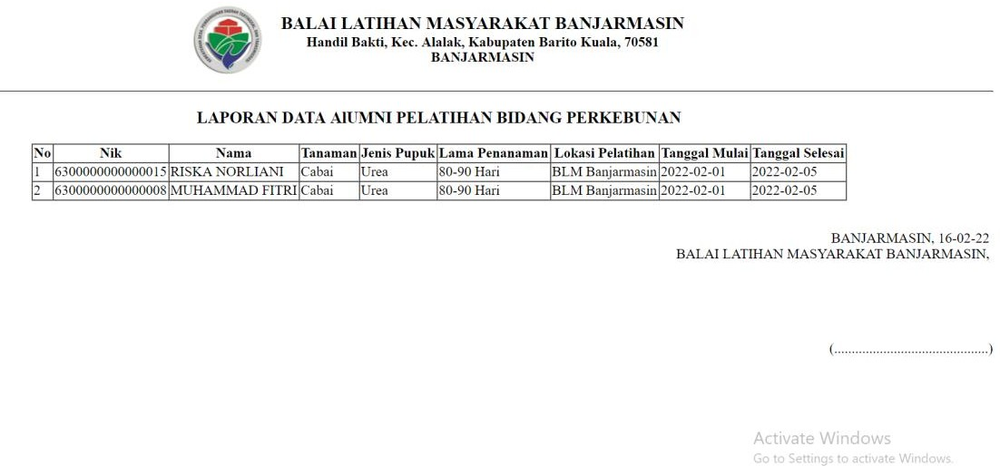 BALAI LATIHAN MASYARAKAT BANJARMASIN
Handil Bakti, Kec. Alalak, Kabupaten Barito Kuala, 70581
BANJARMASIN
LAPORAN DATA AlUMNI PELATIHAN BIDANG PERKEBUNAN
No Nik Nama Tanaman Jenis Pupuk Lama Penanaman Lokasi Pelatihan Tanggal Mulai Tanggal Selesai
1 6300000000000015 RISKA NORLIANI Cabai Urea 80-90 Hari BLM Banjarmasin 2022-02-01 2022-02-05
2 6300000000000008 MUHAMMAD FITRI Cabai Urea 80-90 Hari BLM Banjarmasin 2022-02-01 2022-02-05
BANJARMASIN, 16-02-22
BALAI LATIHAN MASYARAKAT BANJARMASIN,
(............................................)
Activate Windows
Go to Settings to activate Windows.